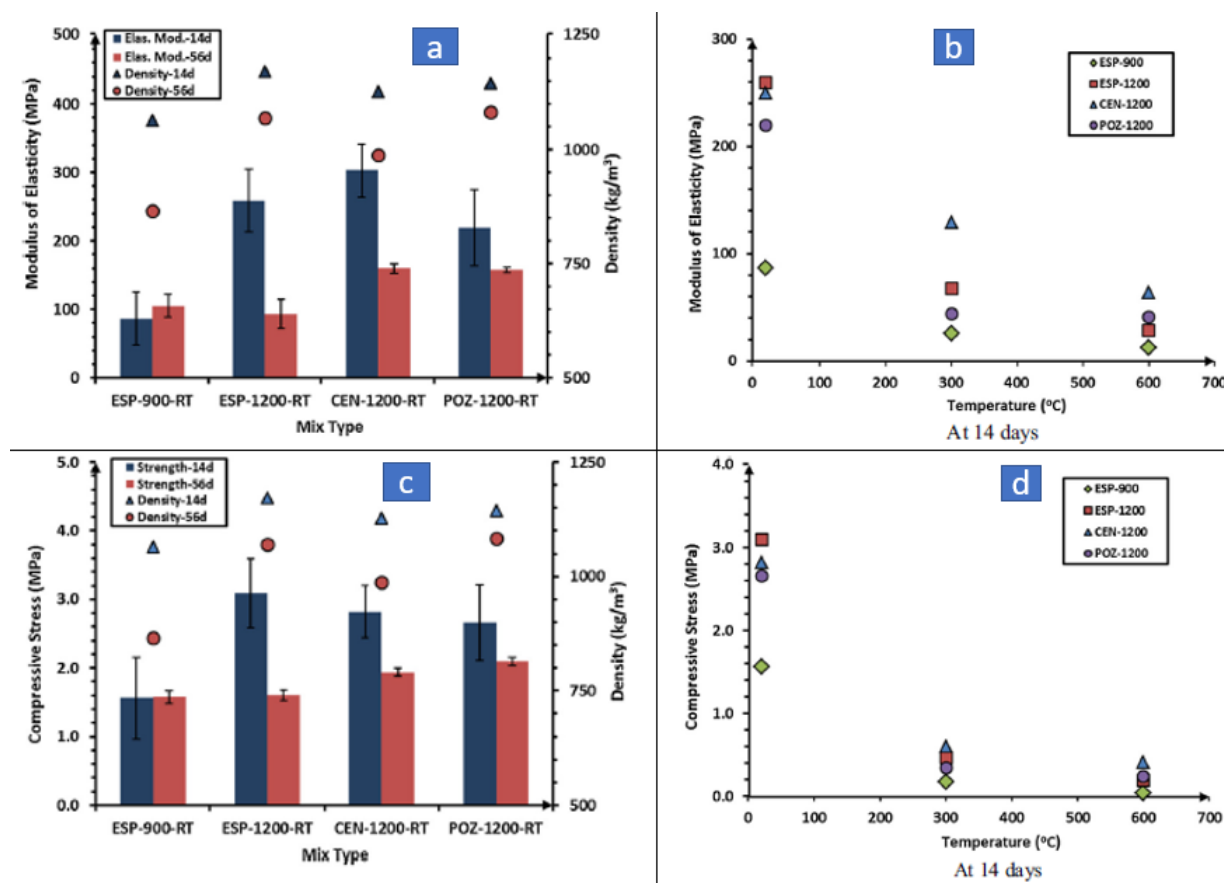 a
Elas. Mod.-14d
Elas. Mod.-56d
Density-14d
Density-56d
Modulus of Elasticity (MPa)
500
400
300
200
100
0
1250
1000
750
500
Density (kg/m³)
ESP-900-RT ESP-1200-RT CEN-1200-RT POZ-1200-RT
Mix Type
b
ESP-900
ESP-1200
CEN-1200
POZ-1200
Modulus of Elasticity (MPa)
300
200
100
0
0 100 200 300 400 500 600 700
Temperature (ºC)
At 14 days
c
Strength-14d
Strength-56d
Density-14d
Density-56d
Compressive Stress (MPa)
5.0
4.0
3.0
2.0
1.0
0.0
1250
1000
750
500
Density (kg/m³)
ESP-900-RT ESP-1200-RT CEN-1200-RT POZ-1200-RT
Mix Type
d
ESP-900
ESP-1200
CEN-1200
POZ-1200
Compressive Stress (MPa)
4.0
3.0
2.0
1.0
0.0
0 100 200 300 400 500 600 700
Temperature (ºC)
At 14 days